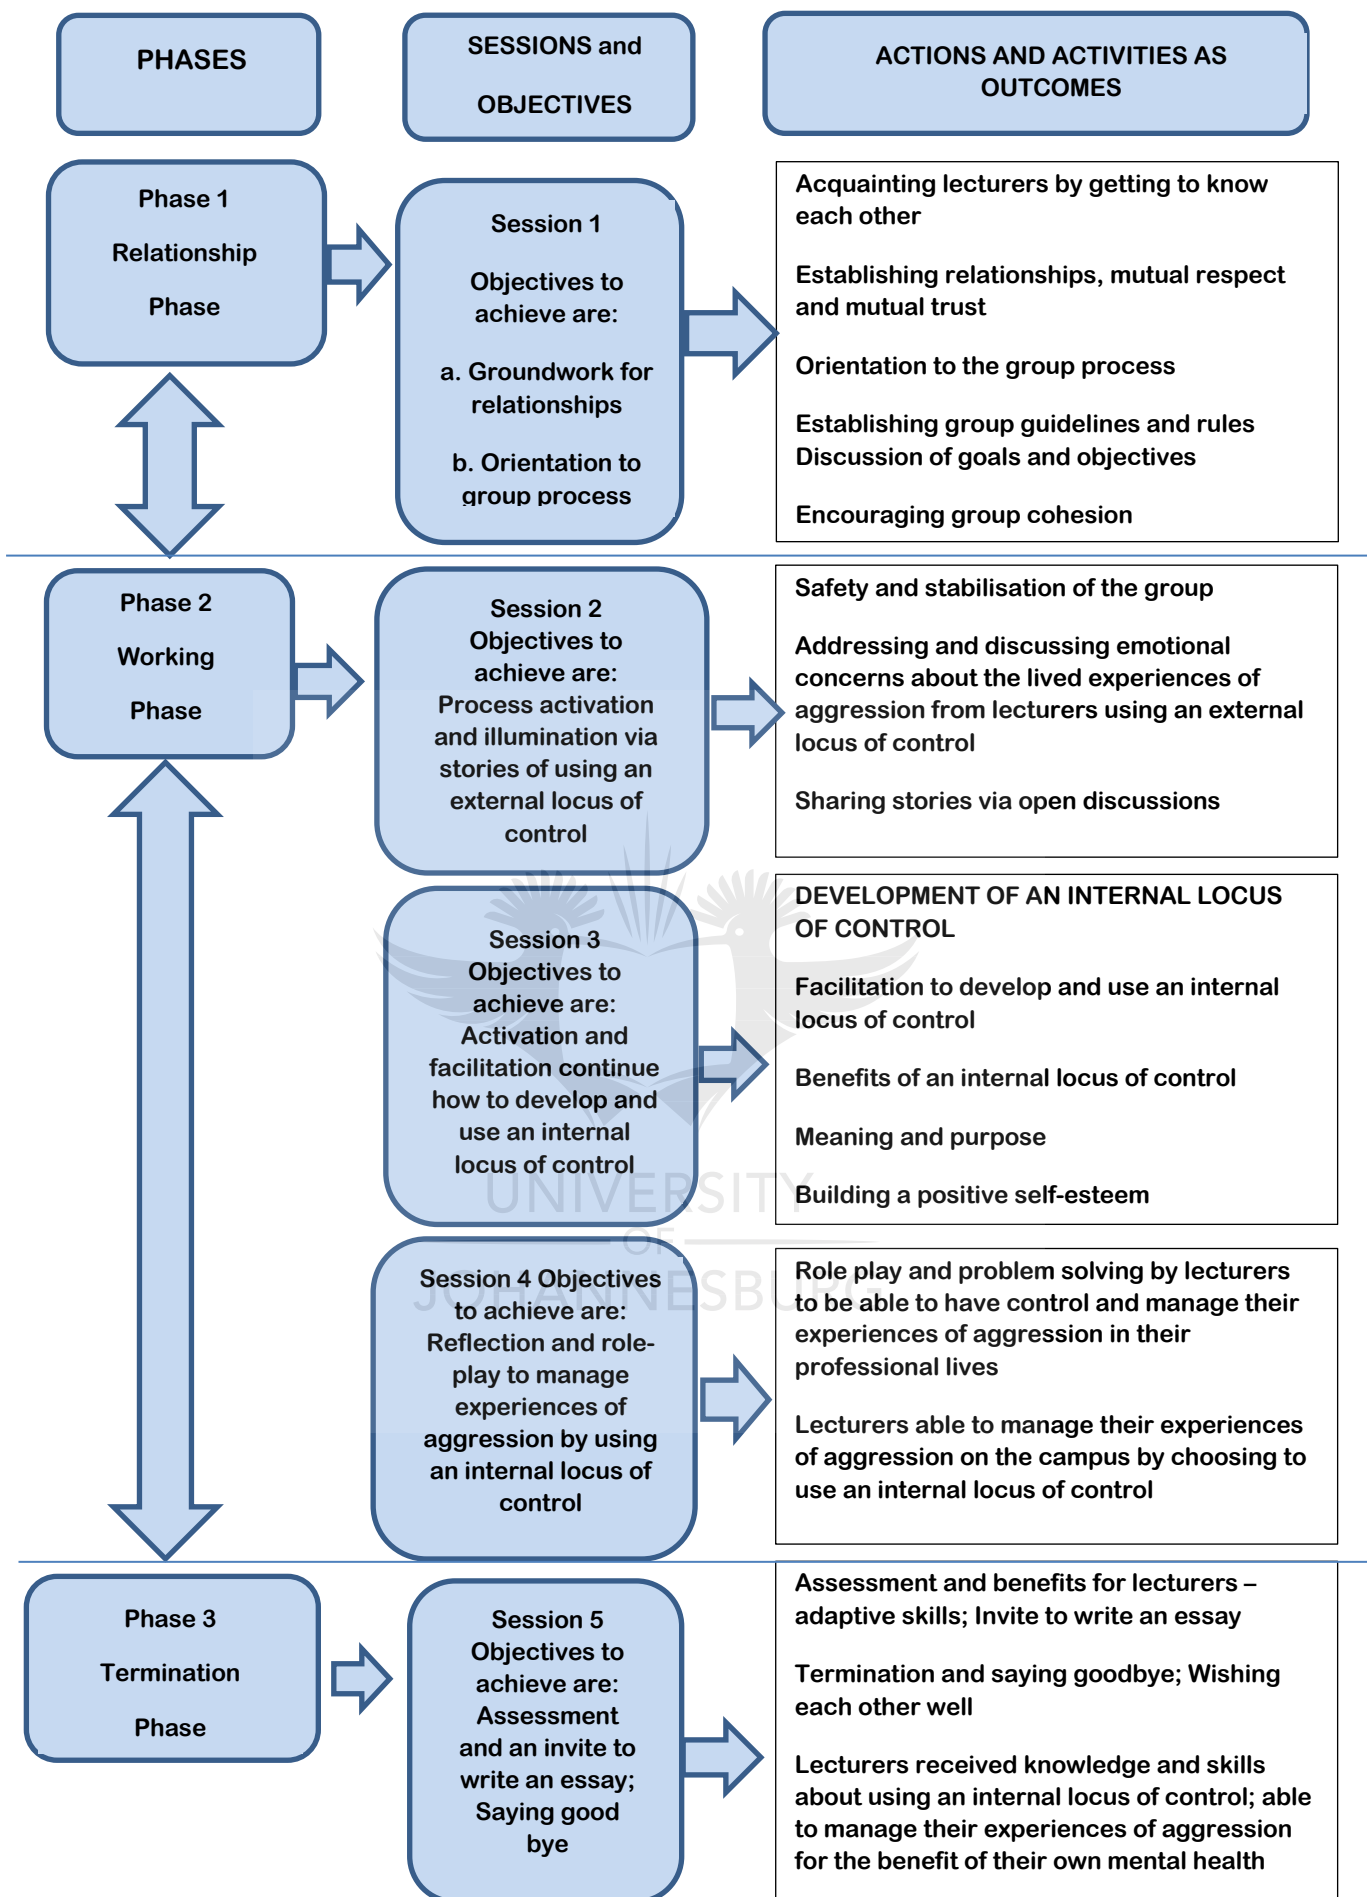 PHASES
SESSIONS and
OBJECTIVES
ACTIONS AND ACTIVITIES AS
OUTCOMES
Phase 1
Relationship
Phase
Session 1
Objectives to
achieve are:
a. Groundwork for
relationships
b. Orientation to
group process
Acquainting lecturers by getting to know
each other
Establishing relationships, mutual respect
and mutual trust
Orientation to the group process
Establishing group guidelines and rules
Discussion of goals and objectives
Encouraging group cohesion
Phase 2
Working
Phase
Session 2
Objectives to
achieve are:
Process activation
and illumination via
stories of using an
external locus of
control
Safety and stabilisation of the group
Addressing and discussing emotional
concerns about the lived experiences of
aggression from lecturers using an external
locus of control
Sharing stories via open discussions
Session 3
Objectives to
achieve are:
Activation and
facilitation continue
how to develop and
use an internal
locus of control
DEVELOPMENT OF AN INTERNAL LOCUS
OF CONTROL
Facilitation to develop and use an internal
locus of control
Benefits of an internal locus of control
Meaning and purpose
Building a positive self-esteem
UNIVERSITY
OF
JOHANNESBURG
Session 4 Objectives
to achieve are:
Reflection and role-
play to manage
experiences of
aggression by using
an internal locus of
control
Role play and problem solving by lecturers
to be able to have control and manage their
experiences of aggression in their
professional lives
Lecturers able to manage their experiences
of aggression on the campus by choosing to
use an internal locus of control
Phase 3
Termination
Phase
Session 5
Objectives to
achieve are:
Assessment
and an invite to
write an essay;
Saying good
bye
Assessment and benefits for lecturers –
adaptive skills; Invite to write an essay
Termination and saying goodbye; Wishing
each other well
Lecturers received knowledge and skills
about using an internal locus of control; able
to manage their experiences of aggression
for the benefit of their own mental health